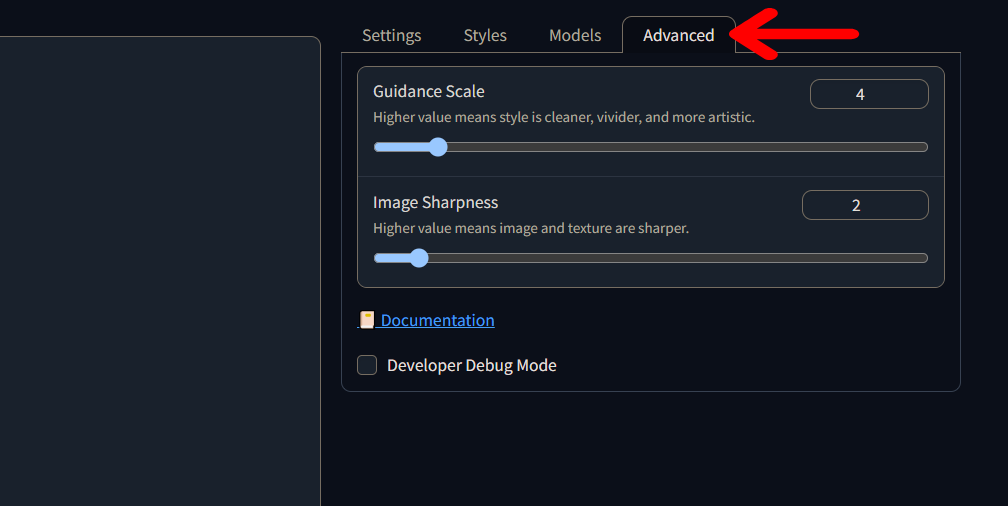 Settings Styles Models Advanced
Guidance Scale 4
Higher value means style is cleaner, vivider, and more artistic.
Image Sharpness 2
Higher value means image and texture are sharper.
Documentation
Developer Debug Mode